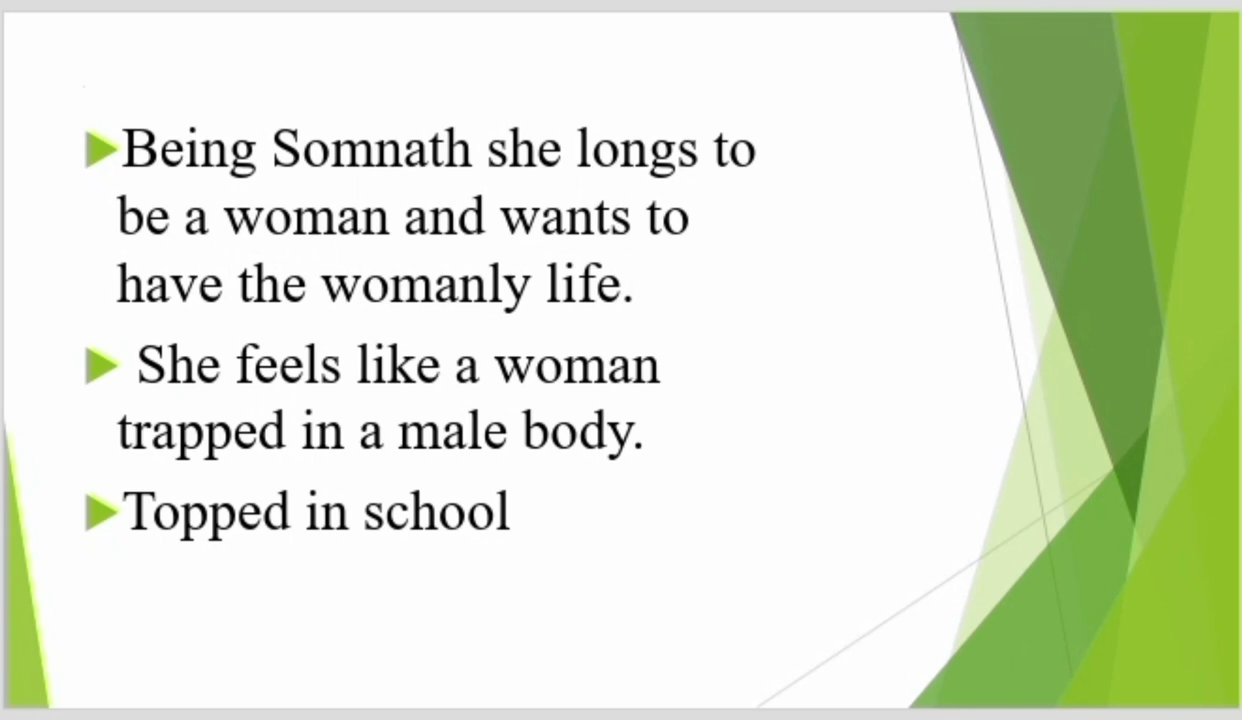 Being Somnath she longs to
be a woman and wants to
have the womanly life.
She feels like a woman
trapped in a male body.
Topped in school